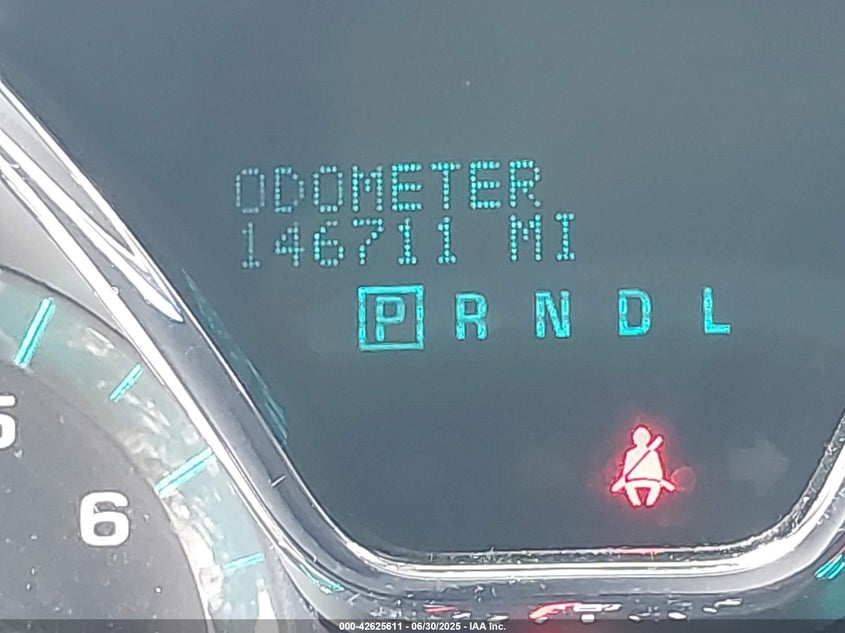 ODOMETER
146711 MI
P R N D L
5
6
000-42625611 - 06/30/2025 - IAA Inc.